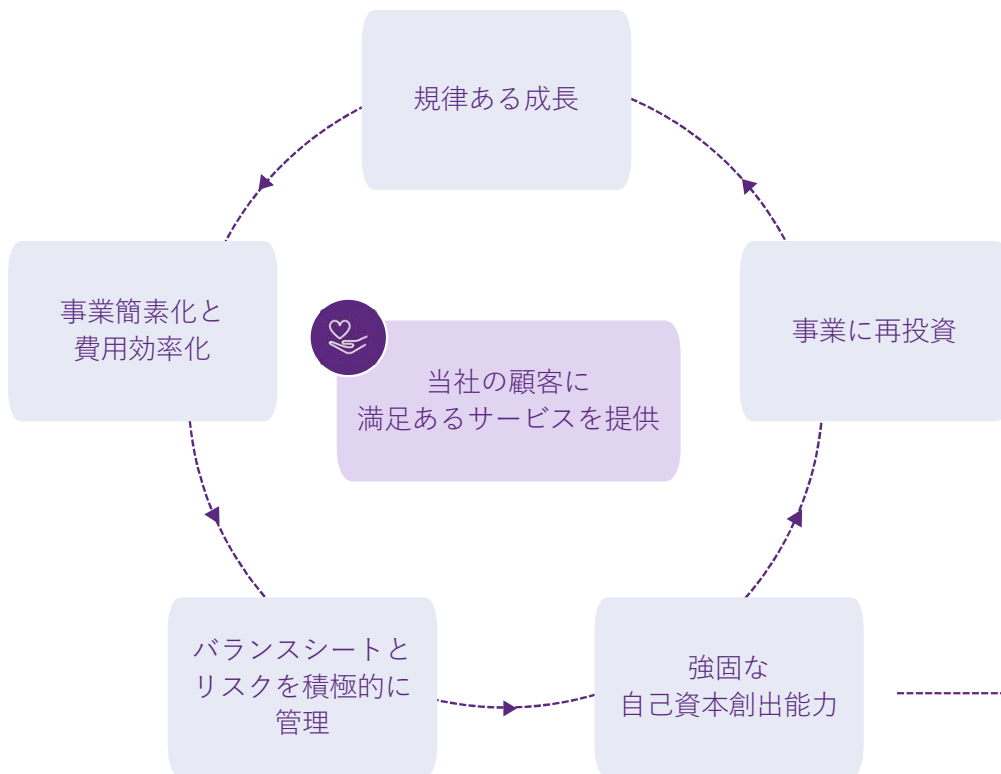 規律ある成長
事業簡素化と
費用効率化
事業に再投資
当社の顧客に
満足あるサービスを提供
バランスシートと
リスクを積極的に
管理
強固な
自己資本創出能力